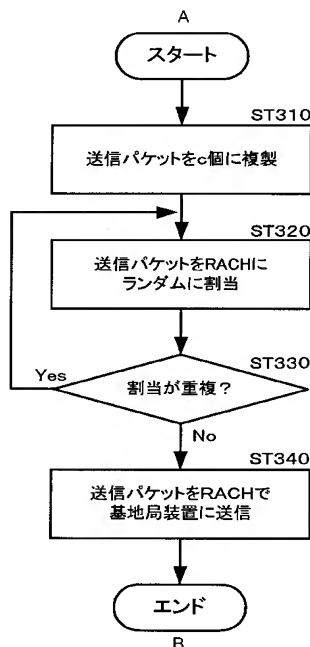 A
スタート
ST310
送信パケットをc個に複製
ST320
送信パケットをRACHに
ランダムに割当
ST330
Yes
割当が重複?
No
ST340
送信パケットをRACHで
基地局装置に送信
エンド
B